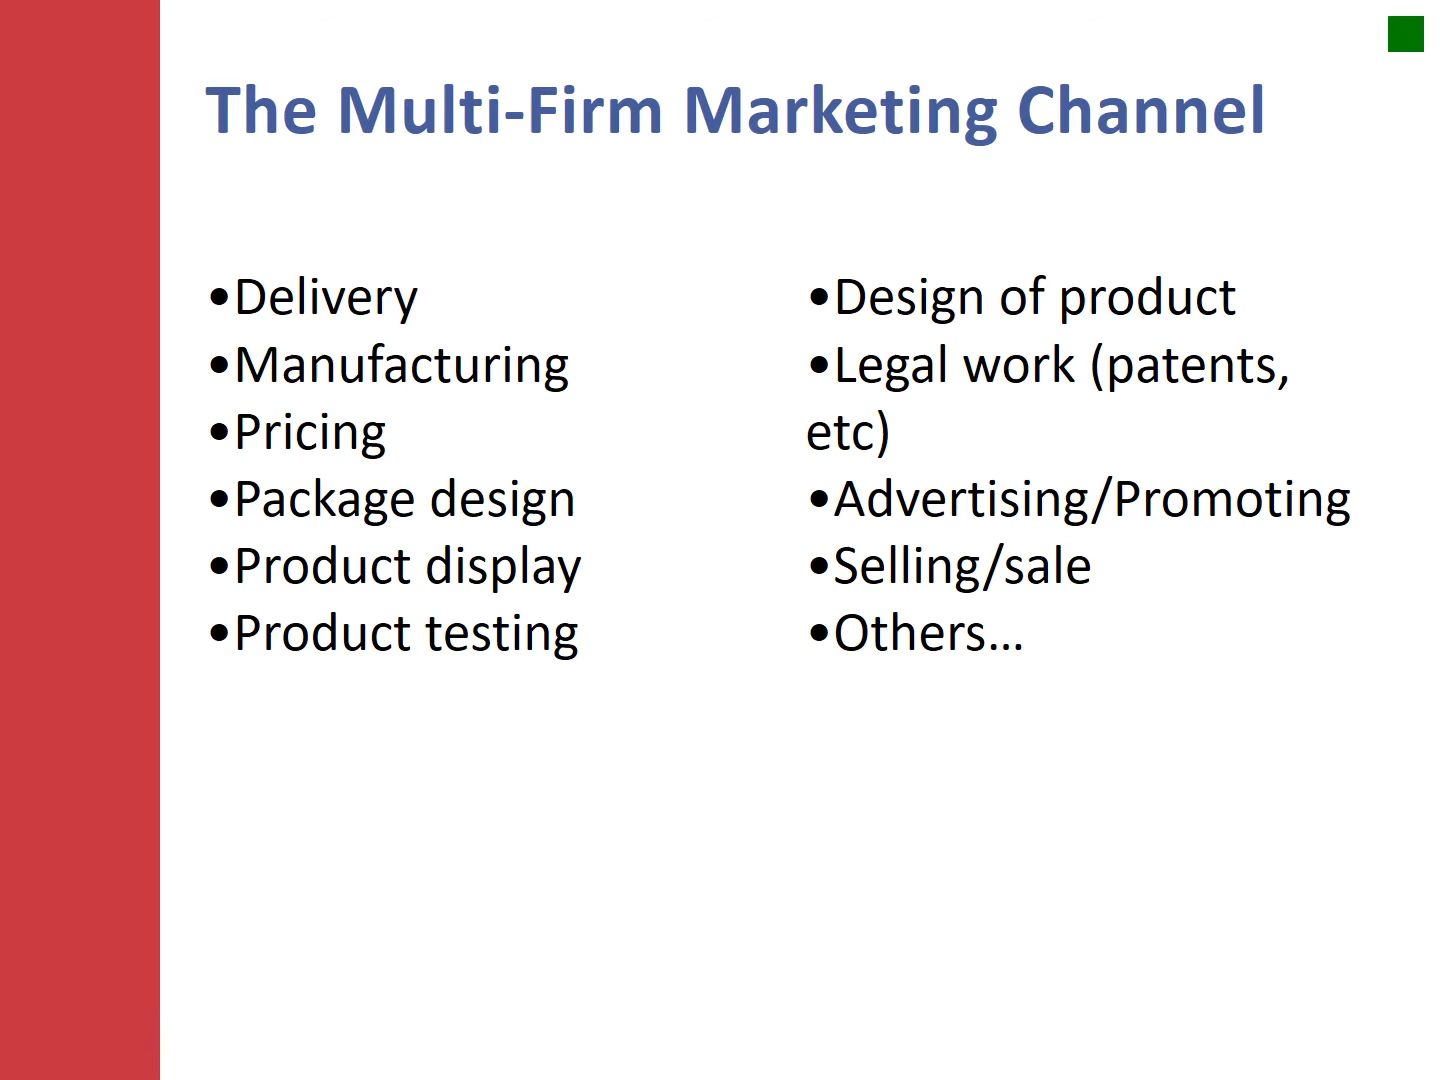 The Multi-Firm Marketing Channel
•Delivery
•Manufacturing
•Pricing
•Package design
•Product display
•Product testing
•Design of product
•Legal work (patents,
etc)
•Advertising/Promoting
•Selling/sale
•Others...